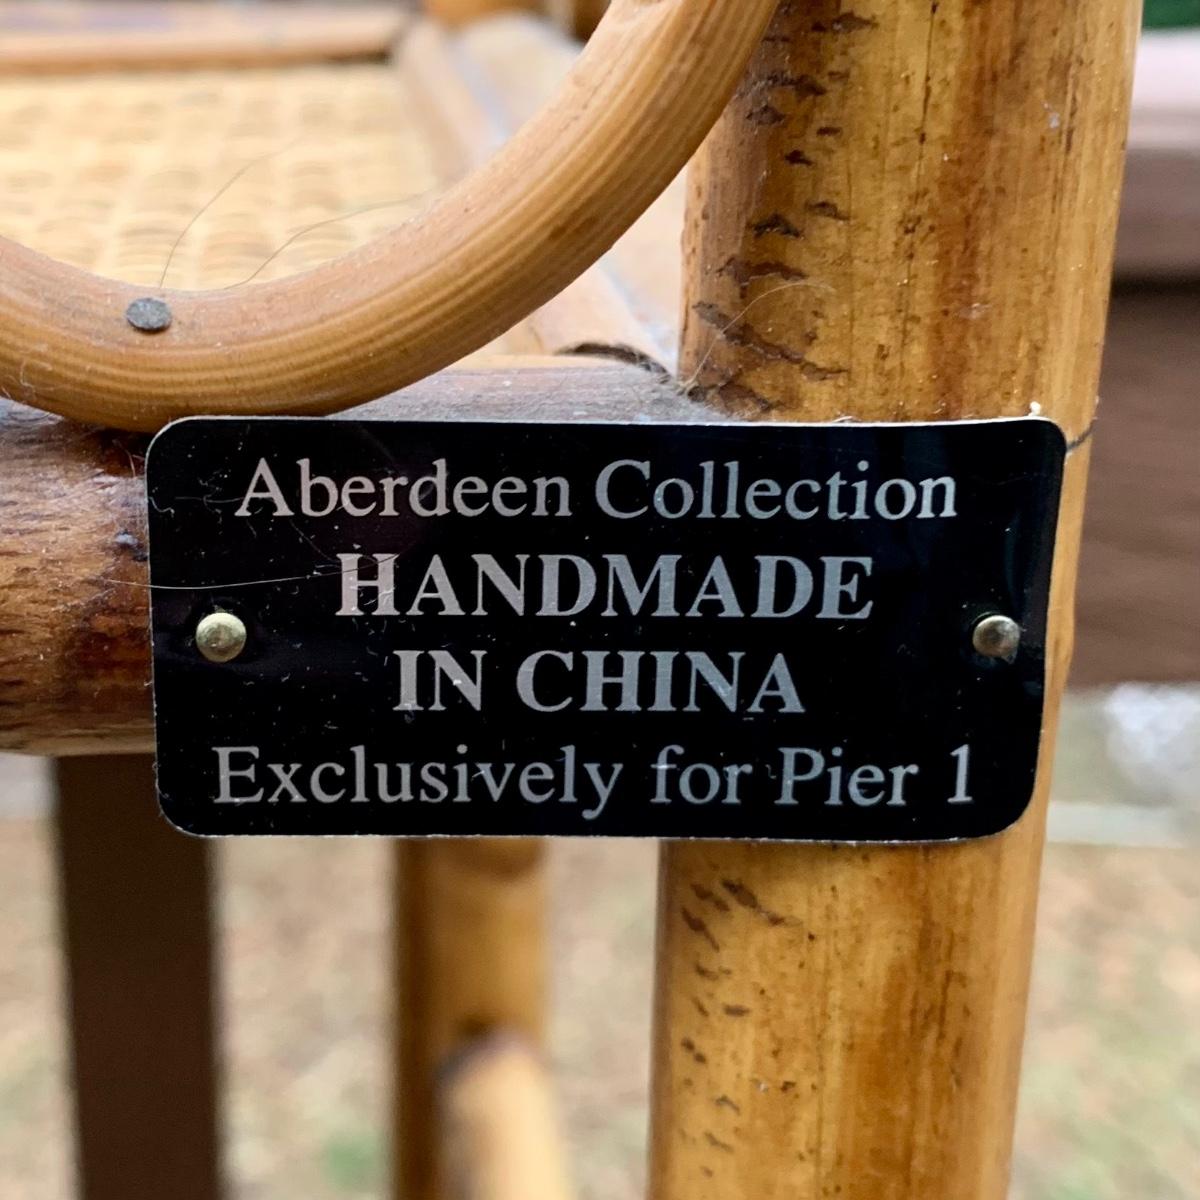 Aberdeen Collection
HANDMADE
IN CHINA
Exclusively for Pier 1